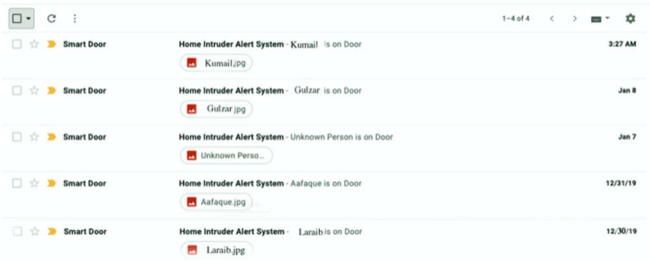 1–4 of 4
Smart Door Home Intruder Alert System - Kumail is on Door 3:27 AM
Kumail.jpg
Smart Door Home Intruder Alert System - Gulzar is on Door Jan 8
Gulzar.jpg
Smart Door Home Intruder Alert System - Unknown Person is on Door Jan 7
Unknown Perso...
Smart Door Home Intruder Alert System - Aafaque is on Door 12/31/19
Aafaque.jpg
Smart Door Home Intruder Alert System - Laraib is on Door 12/30/19
Laraib.jpg